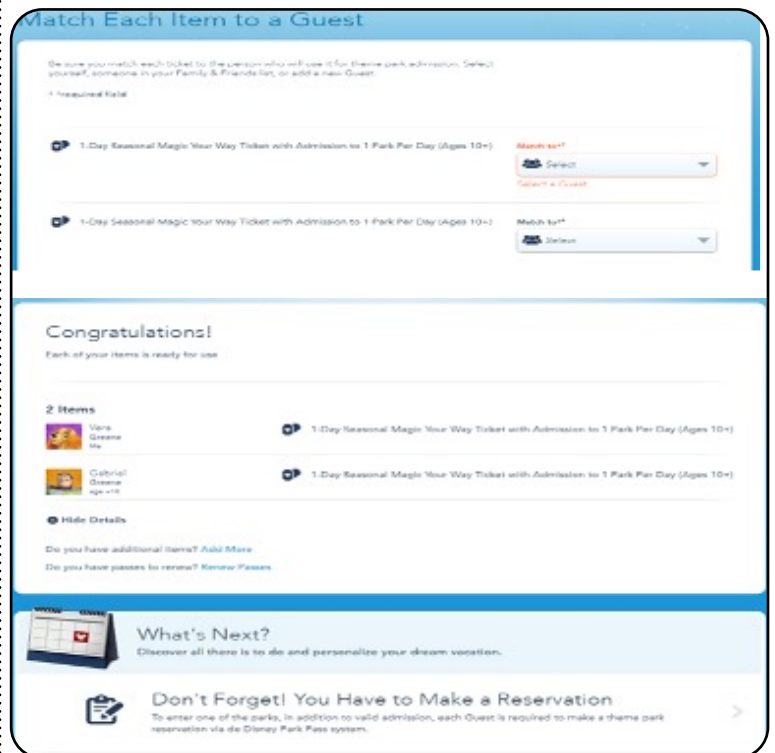 Match Each Item to a Guest
Be sure you match each ticket to the person who will use it for theme park admission. Select
yourself, someone in your Family & Friends list, or add a new Guest.
* Required field
1-Day Seasonal Magic Your Way Ticket with Admission to 1 Park Per Day (Ages 10+)
Match to:*
Select
Select a Guest
1-Day Seasonal Magic Your Way Ticket with Admission to 1 Park Per Day (Ages 10+)
Match to:*
Select
Congratulations!
Each of your items is ready for use
2 Items
Vera
Greene
Me
1-Day Seasonal Magic Your Way Ticket with Admission to 1 Park Per Day (Ages 10+)
Gabriel
Greene
age +18
1-Day Seasonal Magic Your Way Ticket with Admission to 1 Park Per Day (Ages 10+)
Hide Details
Do you have additional items? Add More
Do you have passes to renew? Renew Passes
What's Next?
Discover all there is to do and personalize your dream vacation.
Don't Forget! You Have to Make a Reservation
To enter one of the parks, in addition to valid admission, each Guest is required to make a theme park
reservation via de Disney Park Pass system.